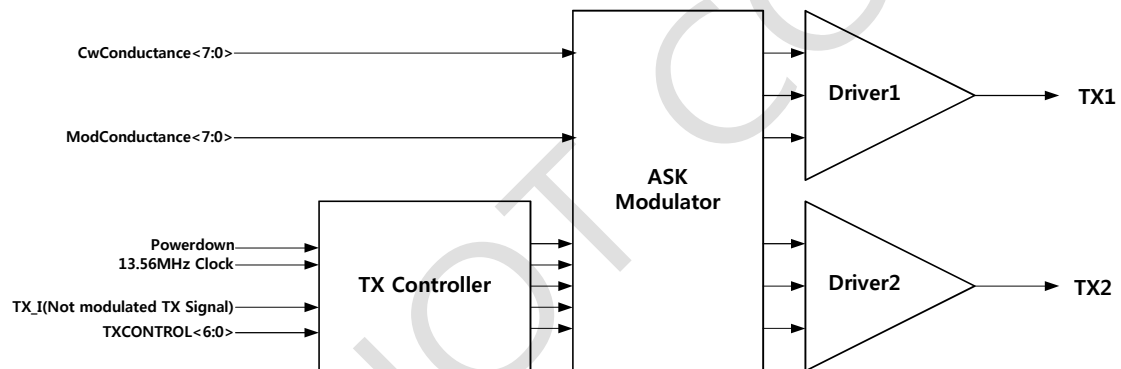 CwConductance<7:0>
ModConductance<7:0>
Powerdown
13.56MHz Clock
TX_I(Not modulated TX Signal)
TXCONTROL<6:0>
TX Controller
ASK
Modulator
Driver1
TX1
Driver2
TX2
NOT